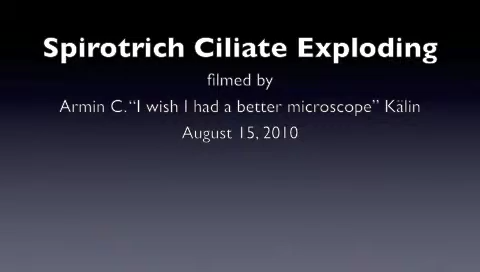 Spirotrich Ciliate Exploding
filmed by
Armin C. “I wish I had a better microscope” Kälin
August 15, 2010